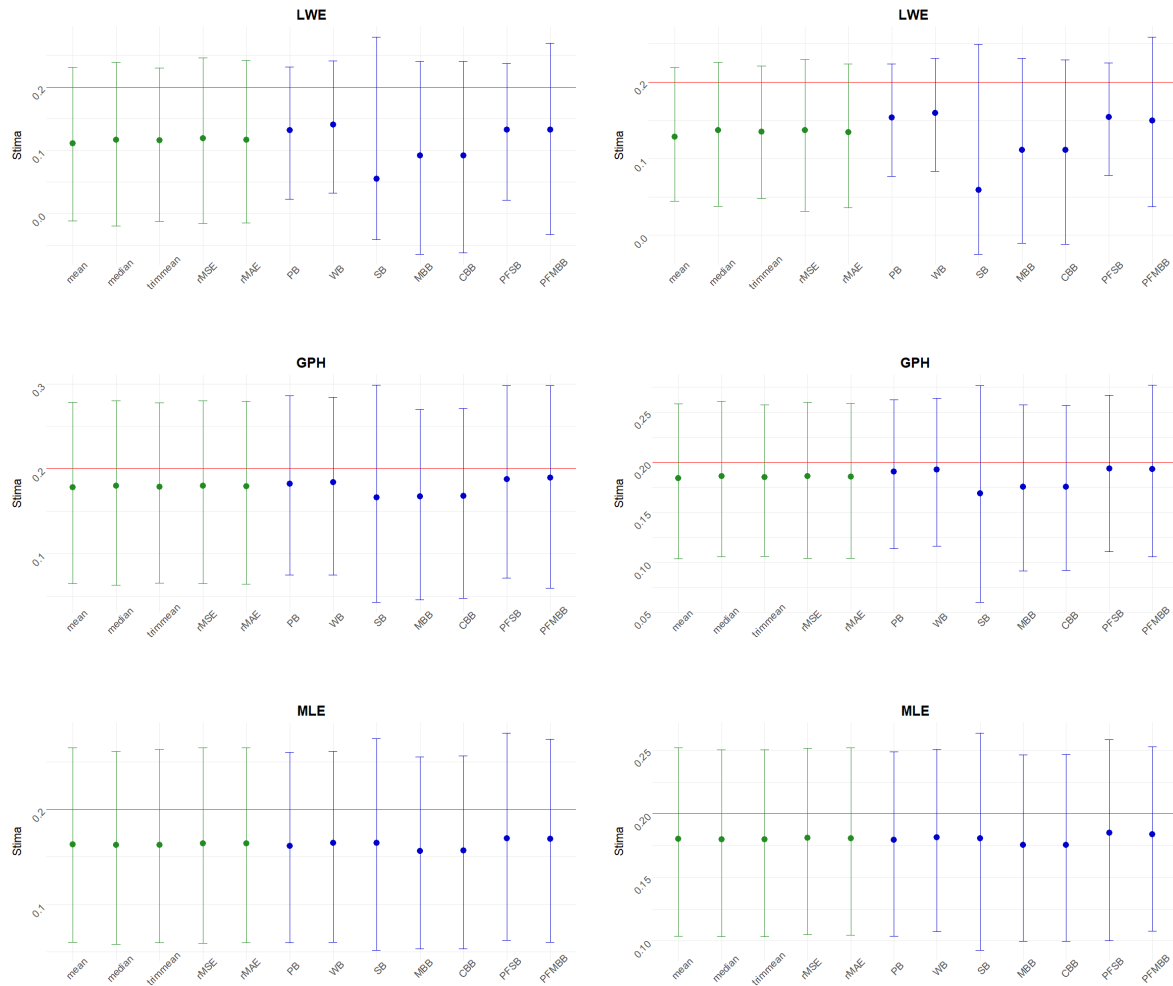 LWE
Stima
0.2
0.1
0.0
mean
median
trimmean
rMSE
rMAE
PB
WB
SB
MBB
CBB
PFSB
PFMBB
LWE
Stima
0.2
0.1
0.0
mean
median
trimmean
rMSE
rMAE
PB
WB
SB
MBB
CBB
PFSB
PFMBB
GPH
Stima
0.3
0.2
0.1
mean
median
trimmean
rMSE
rMAE
PB
WB
SB
MBB
CBB
PFSB
PFMBB
GPH
Stima
0.25
0.20
0.15
0.10
0.05
mean
median
trimmean
rMSE
rMAE
PB
WB
SB
MBB
CBB
PFSB
PFMBB
MLE
Stima
0.2
0.1
mean
median
trimmean
rMSE
rMAE
PB
WB
SB
MBB
CBB
PFSB
PFMBB
MLE
Stima
0.25
0.20
0.15
0.10
mean
median
trimmean
rMSE
rMAE
PB
WB
SB
MBB
CBB
PFSB
PFMBB